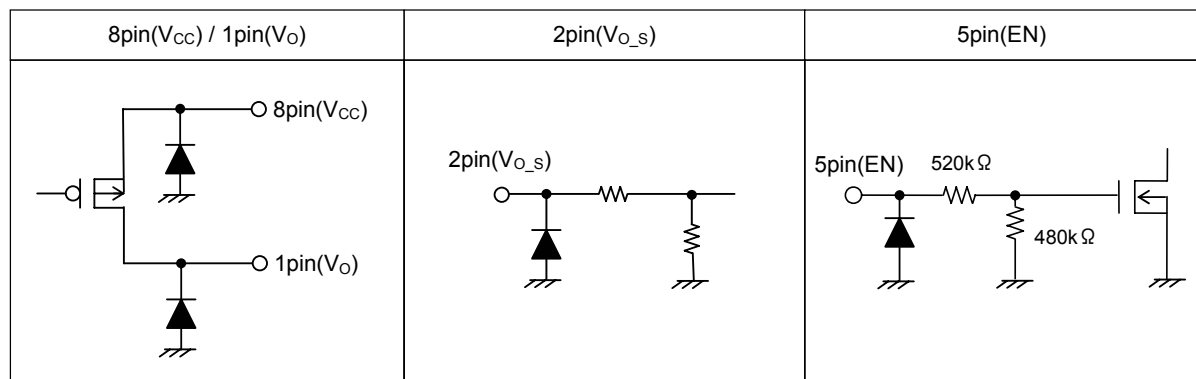 8pin(VCC) / 1pin(VO)
2pin(VO_S)
5pin(EN)
8pin(VCC)
1pin(VO)
2pin(VO_S)
5pin(EN)
520kΩ
480kΩ